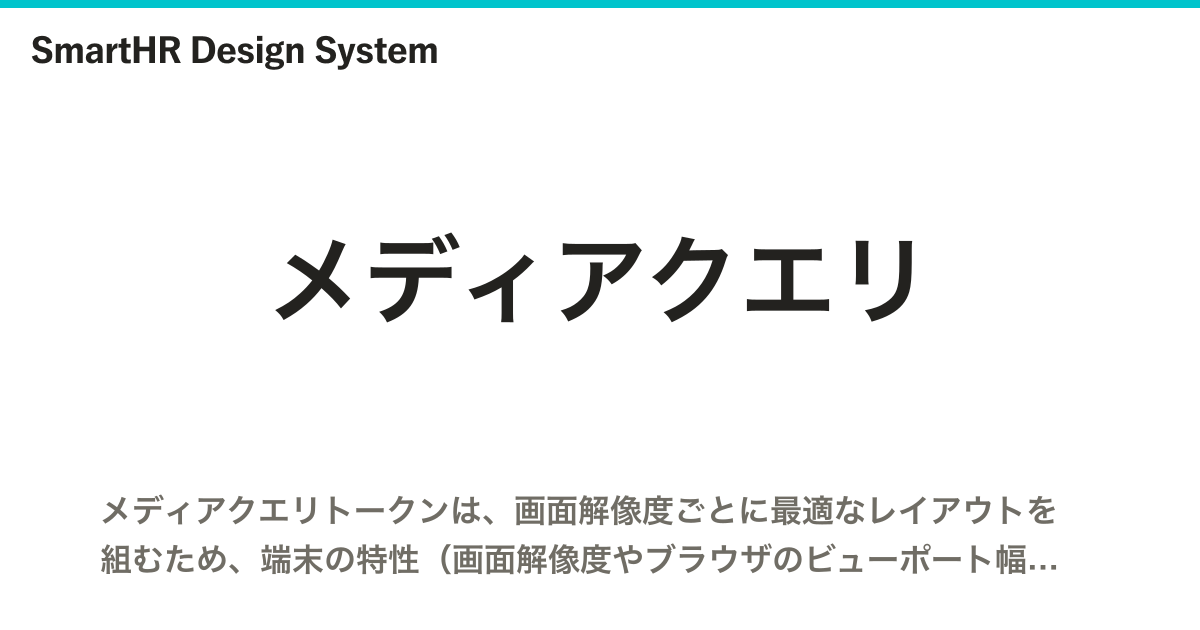 SmartHR Design System
メディアクエリ
メディアクエリトークンは、画面解像度ごとに最適なレイアウトを
組むため、端末の特性（画面解像度やブラウザのビューポート幅...